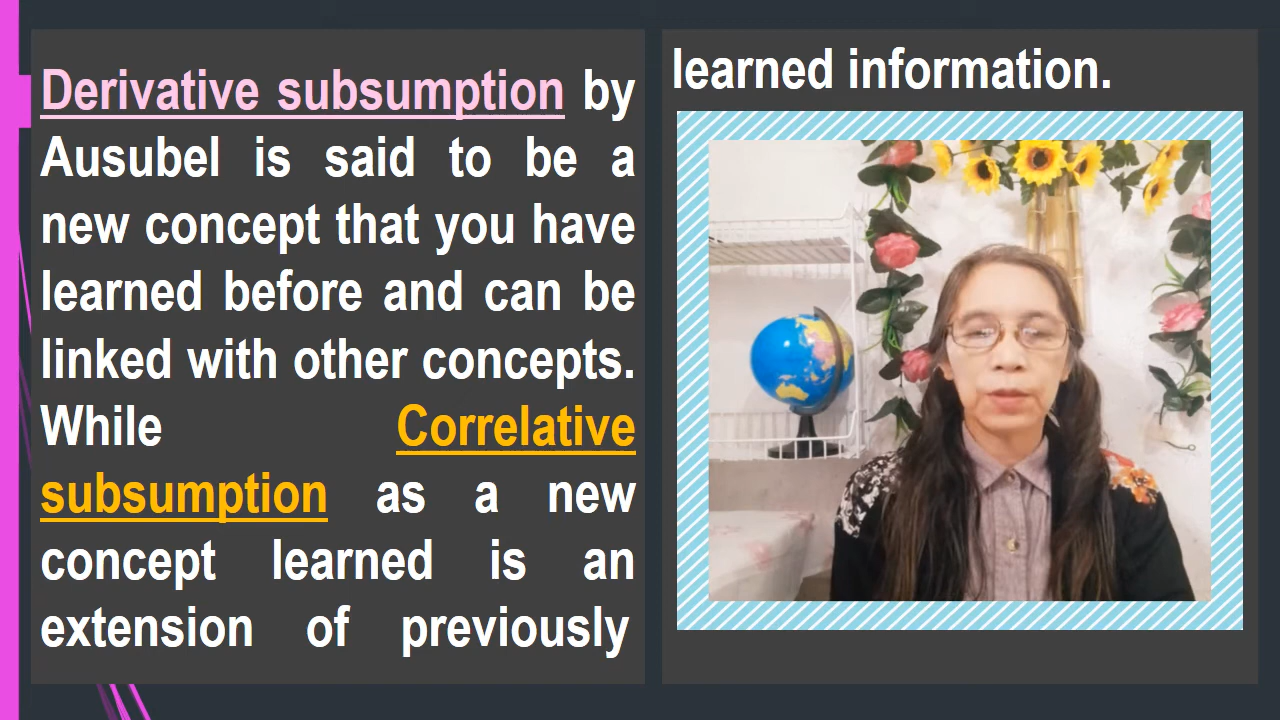 Derivative subsumption by
Ausubel is said to be a
new concept that you have
learned before and can be
linked with other concepts.
While Correlative
subsumption as a new
concept learned is an
extension of previously
learned information.